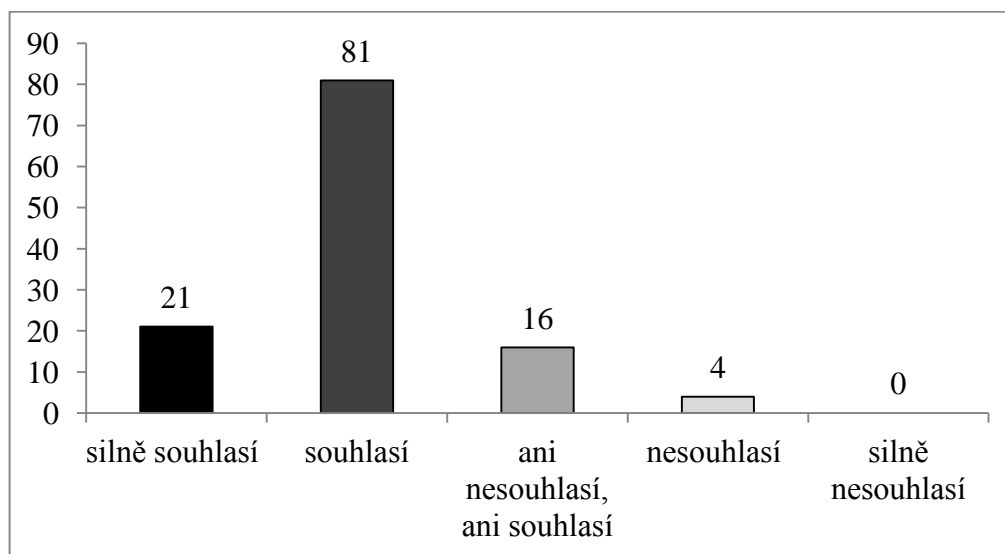 90
80
70
60
50
40
30
20
10
0
21
81
16
4
0
silně souhlasí
souhlasí
ani
nesouhlasí,
ani souhlasí
nesouhlasí
silně
nesouhlasí